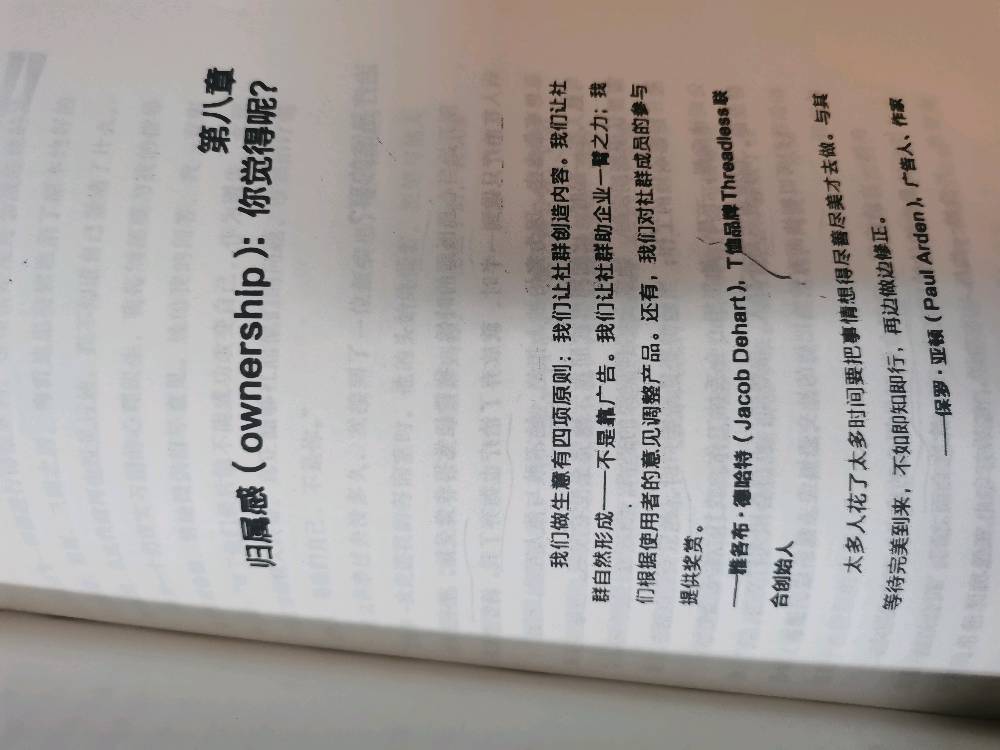 第八章
归属感（ownership）：你觉得呢？
我们做生意有四项原则：我们让社群创造内容。我们让社
群自然形成——不是靠广告。我们让社群助企业一臂之力；我
们根据使用者的意见调整产品。还有，我们对社群成员的参与
提供奖赏。
——雅各布·德哈特（Jacob Dehart），T恤品牌Threadless联
合创始人
太多人花了太多时间要把事情想得尽善尽美才去做。与其
等待完美到来，不如即知即行，再边做边修正。
——保罗·亚顿（Paul Arden），广告人、作家